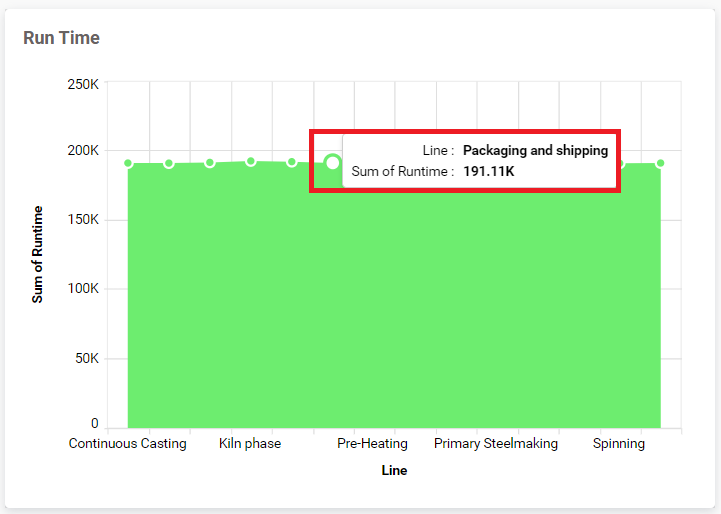 Run Time
250K
200K
150K
100K
50K
0
Sum of Runtime
Line : Packaging and shipping
Sum of Runtime : 191.11K
Continuous Casting Kiln phase Pre-Heating Primary Steelmaking Spinning
Line